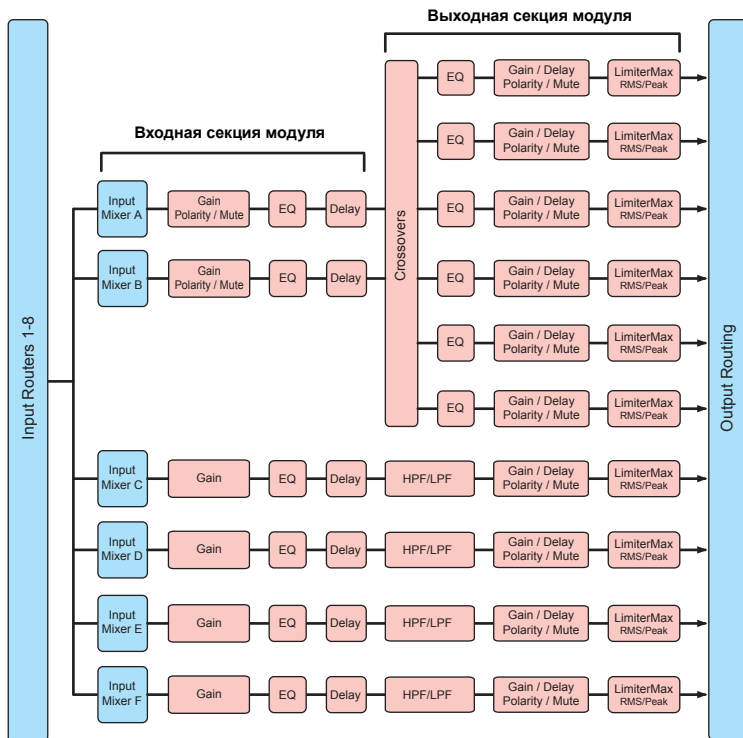 Выходная секция модуля
EQ
Gain / Delay
Polarity / Mute
LimiterMax
RMS/Peak
EQ
Gain / Delay
Polarity / Mute
LimiterMax
RMS/Peak
Входная секция модуля
Input
Mixer A
Gain
Polarity / Mute
EQ
Delay
EQ
Gain / Delay
Polarity / Mute
LimiterMax
RMS/Peak
Input
Mixer B
Gain
Polarity / Mute
EQ
Delay
Crossovers
EQ
Gain / Delay
Polarity / Mute
LimiterMax
RMS/Peak
Input Routers 1-8
EQ
Gain / Delay
Polarity / Mute
LimiterMax
RMS/Peak
Output Routing
EQ
Gain / Delay
Polarity / Mute
LimiterMax
RMS/Peak
Input
Mixer C
Gain
EQ
Delay
HPF/LPF
Gain / Delay
Polarity / Mute
LimiterMax
RMS/Peak
Input
Mixer D
Gain
EQ
Delay
HPF/LPF
Gain / Delay
Polarity / Mute
LimiterMax
RMS/Peak
Input
Mixer E
Gain
EQ
Delay
HPF/LPF
Gain / Delay
Polarity / Mute
LimiterMax
RMS/Peak
Input
Mixer F
Gain
EQ
Delay
HPF/LPF
Gain / Delay
Polarity / Mute
LimiterMax
RMS/Peak